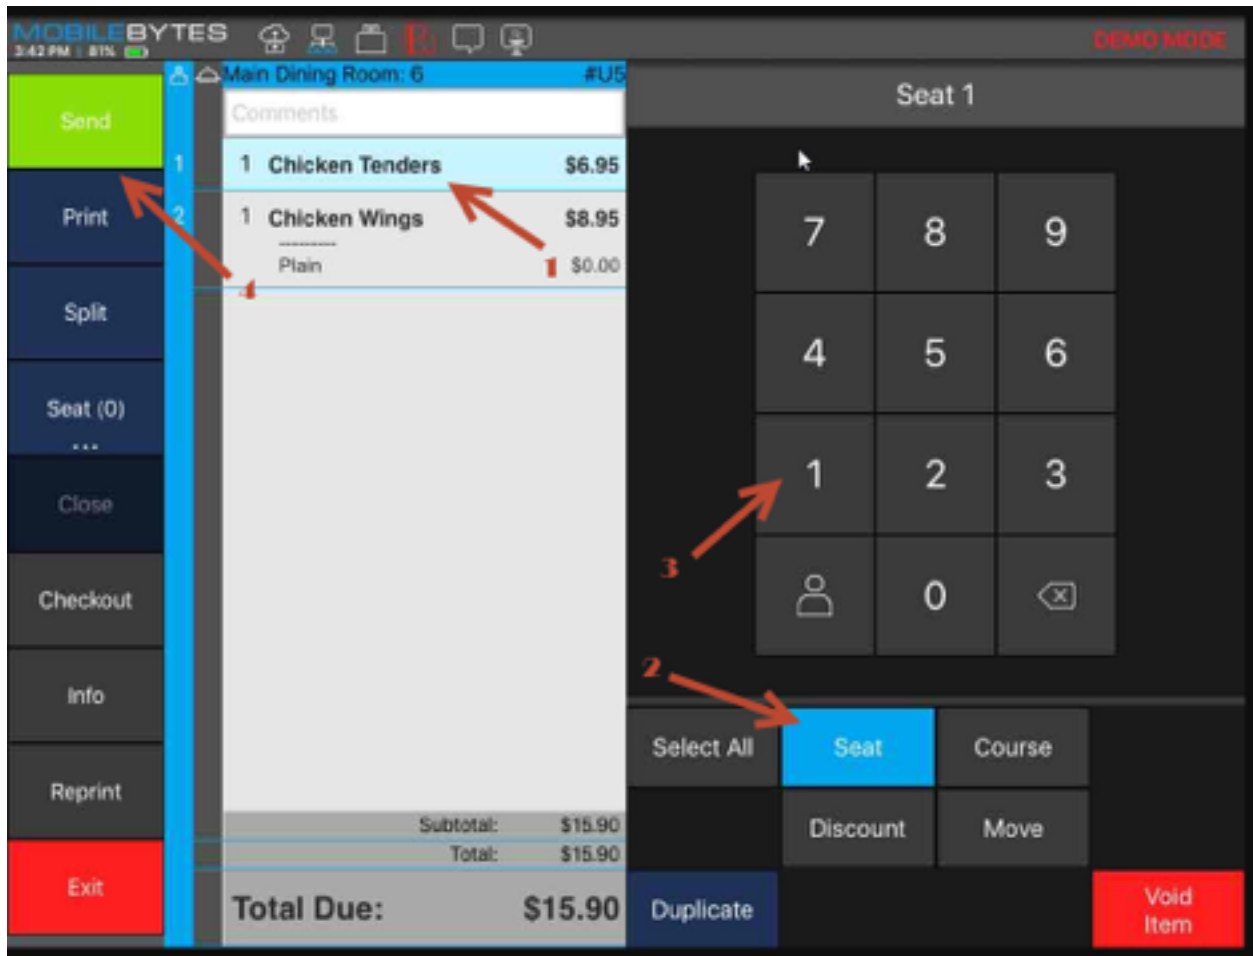 MOBILEBYTES
3:42 PM 81%
DEMO MODE
Send
Print
Split
Seat (0)
...
Close
Checkout
Info
Reprint
Exit
Main Dining Room: 6 #U5
Comments
1 1 Chicken Tenders $6.95
2 1 Chicken Wings $8.95
----------
Plain $0.00
1
4
Subtotal: $15.90
Total: $15.90
Total Due: $15.90
Seat 1
7 8 9
4 5 6
1 2 3
0
3
2
Select All Seat Course
Discount Move
Duplicate
Void
Item